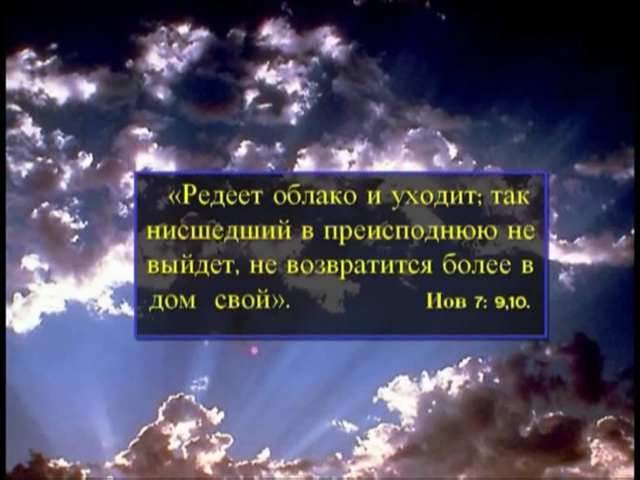 «Редеет облако и уходит; так
нисшедший в преисподнюю не
выйдет, не возвратится более в
дом свой». Иов 7: 9,10.